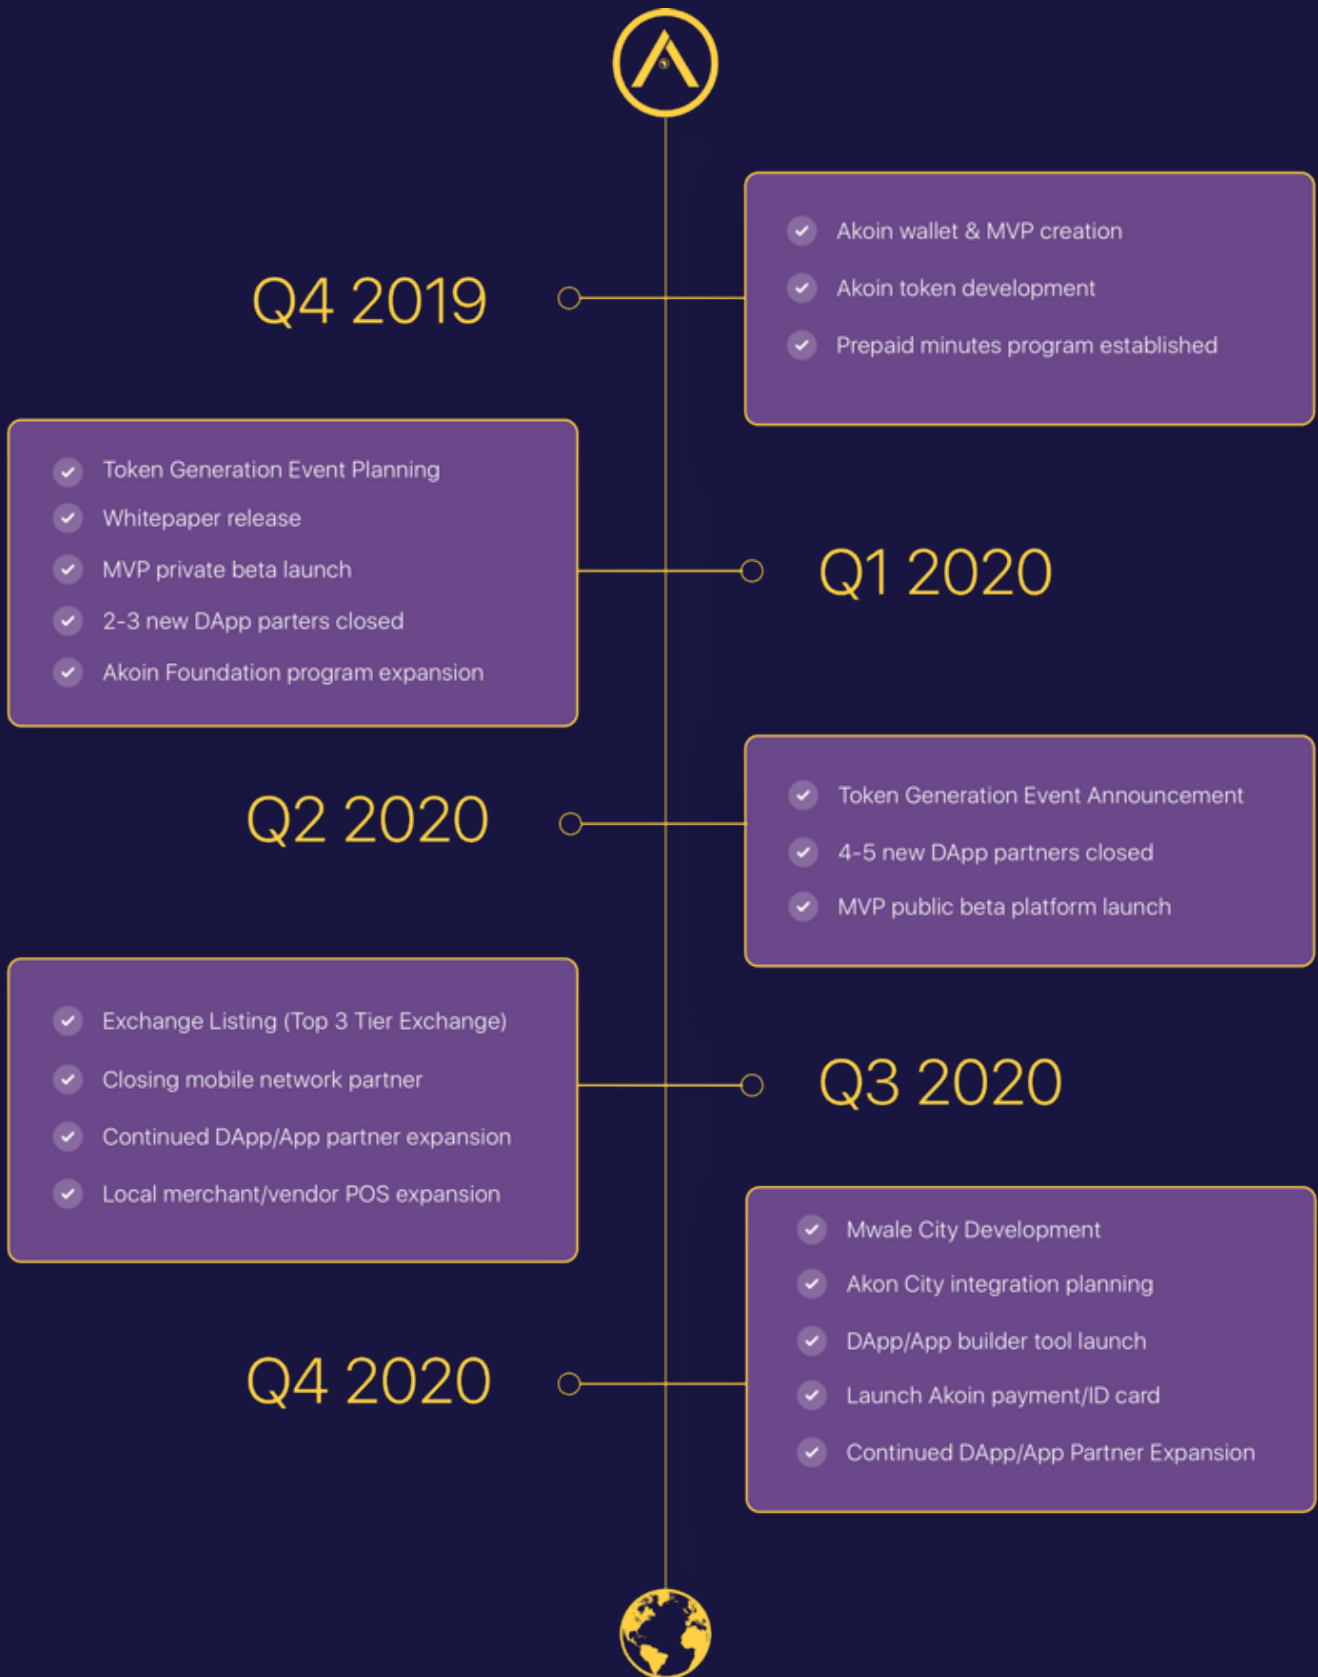 Q4 2019
Akoin wallet & MVP creation
Akoin token development
Prepaid minutes program established
Q1 2020
Token Generation Event Planning
Whitepaper release
MVP private beta launch
2-3 new DApp parters closed
Akoin Foundation program expansion
Q2 2020
Token Generation Event Announcement
4-5 new DApp partners closed
MVP public beta platform launch
Q3 2020
Exchange Listing (Top 3 Tier Exchange)
Closing mobile network partner
Continued DApp/App partner expansion
Local merchant/vendor POS expansion
Q4 2020
Mwale City Development
Akon City integration planning
DApp/App builder tool launch
Launch Akoin payment/ID card
Continued DApp/App Partner Expansion